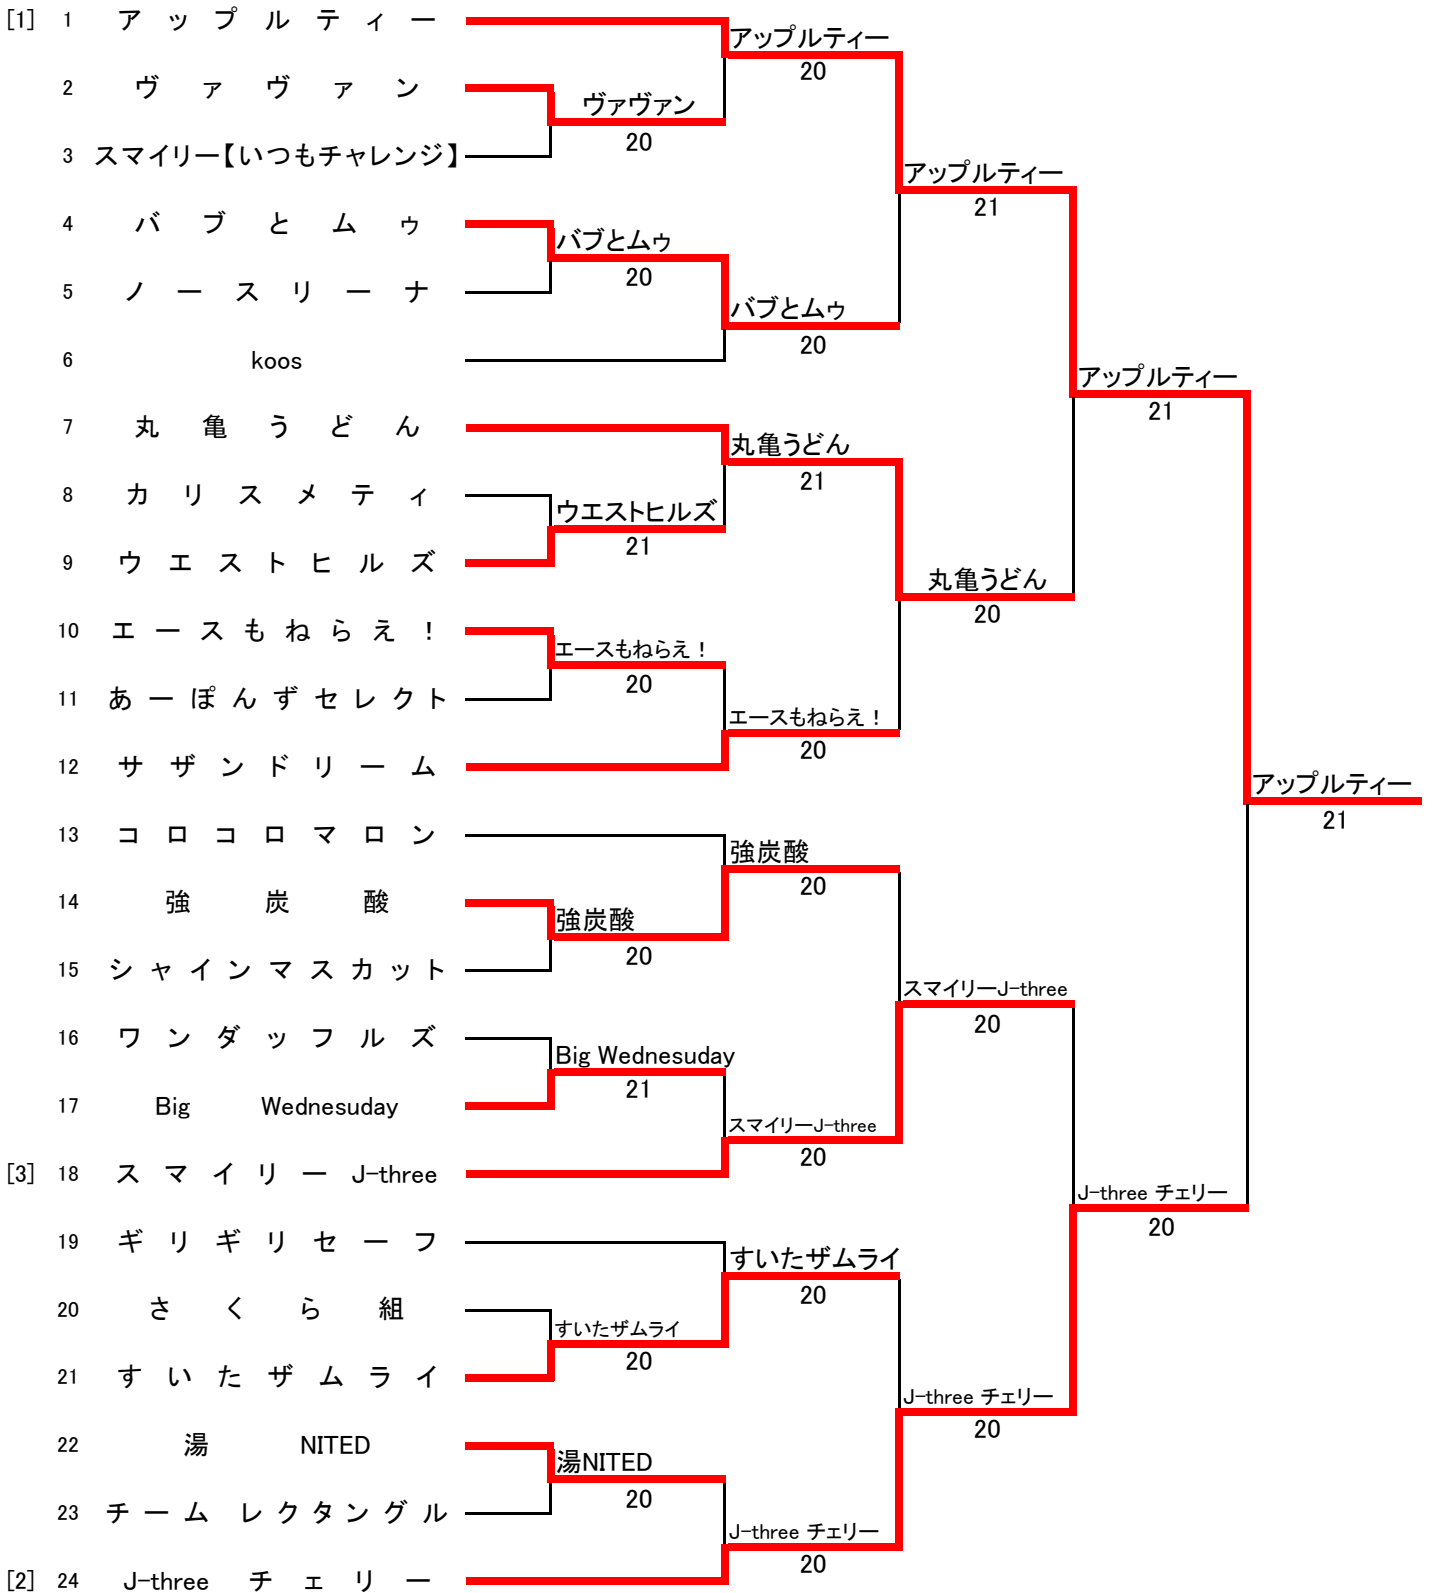 [1] 1 アップルティー
アップルティー
20
2 ヴァヴァン
ヴァヴァン
20
3 スマイリー【いつもチャレンジ】
アップルティー
21
4 バブとムゥ
バブとムゥ
20
5 ノースリーナ
バブとムゥ
20
6 koos
アップルティー
21
7 丸亀うどん
丸亀うどん
21
8 カリスメティ
ウエストヒルズ
21
9 ウエストヒルズ
丸亀うどん
20
10 エースもねらえ！
エースもねらえ！
20
11 あーぽんずセレクト
エースもねらえ！
20
12 サザンドリーム
アップルティー
21
13 コロコロマロン
強炭酸
20
14 強炭酸
強炭酸
20
15 シャインマスカット
スマイリーJ-three
20
16 ワンダッフルズ
Big Wednesuday
21
17 Big Wednesuday
スマイリーJ-three
20
[3] 18 スマイリーJ-three
J-three チェリー
20
19 ギリギリセーフ
すいたザムライ
20
20 さくら組
すいたザムライ
20
21 すいたザムライ
J-three チェリー
20
22 湯NITED
湯NITED
20
23 チーム レクタングル
J-three チェリー
20
[2] 24 J-three チェリー